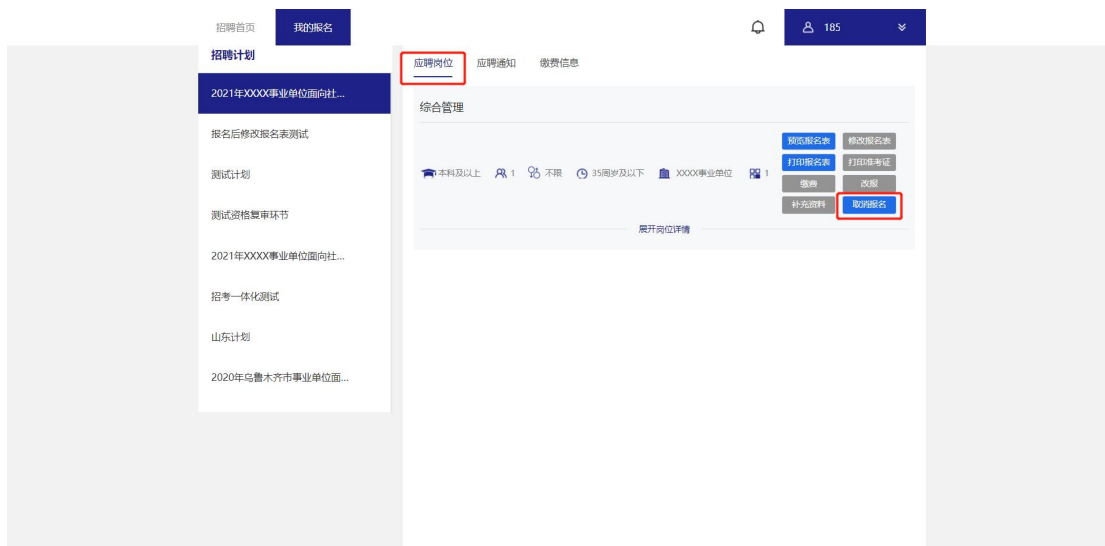 招聘首页 我的报名 185
招聘计划
2021年XXXX事业单位面向社...
报名后修改报名表测试
测试计划
测试资格复审环节
2021年XXXX事业单位面向社...
招考一体化测试
山东计划
2020年乌鲁木齐市事业单位面...
应聘岗位 应聘通知 缴费信息
综合管理
本科及以上 1 不限 35周岁及以下 XXXX事业单位 1
预览报名表 修改报名表
打印报名表 打印准考证
缴费 改报
补充资料 取消报名
展开岗位详情